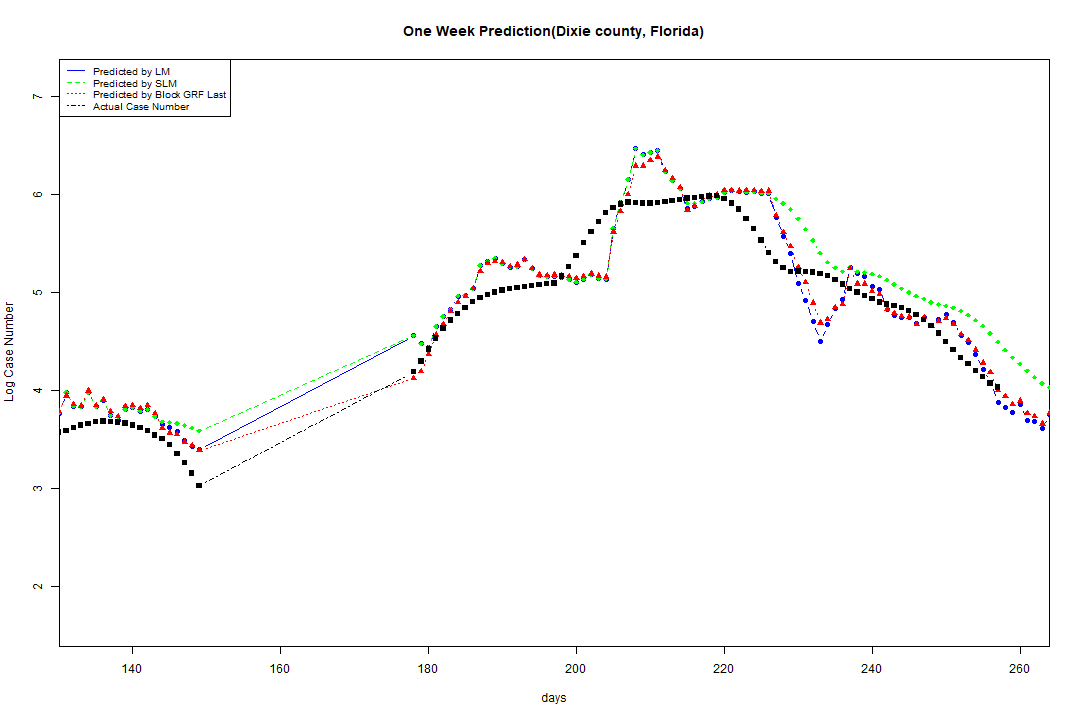 One Week Prediction(Dixie county, Florida)
Predicted by LM
Predicted by SLM
Predicted by Block GRF Last
Actual Case Number
7
6
5
4
3
2
Log Case Number
140 160 180 200 220 240 260
days